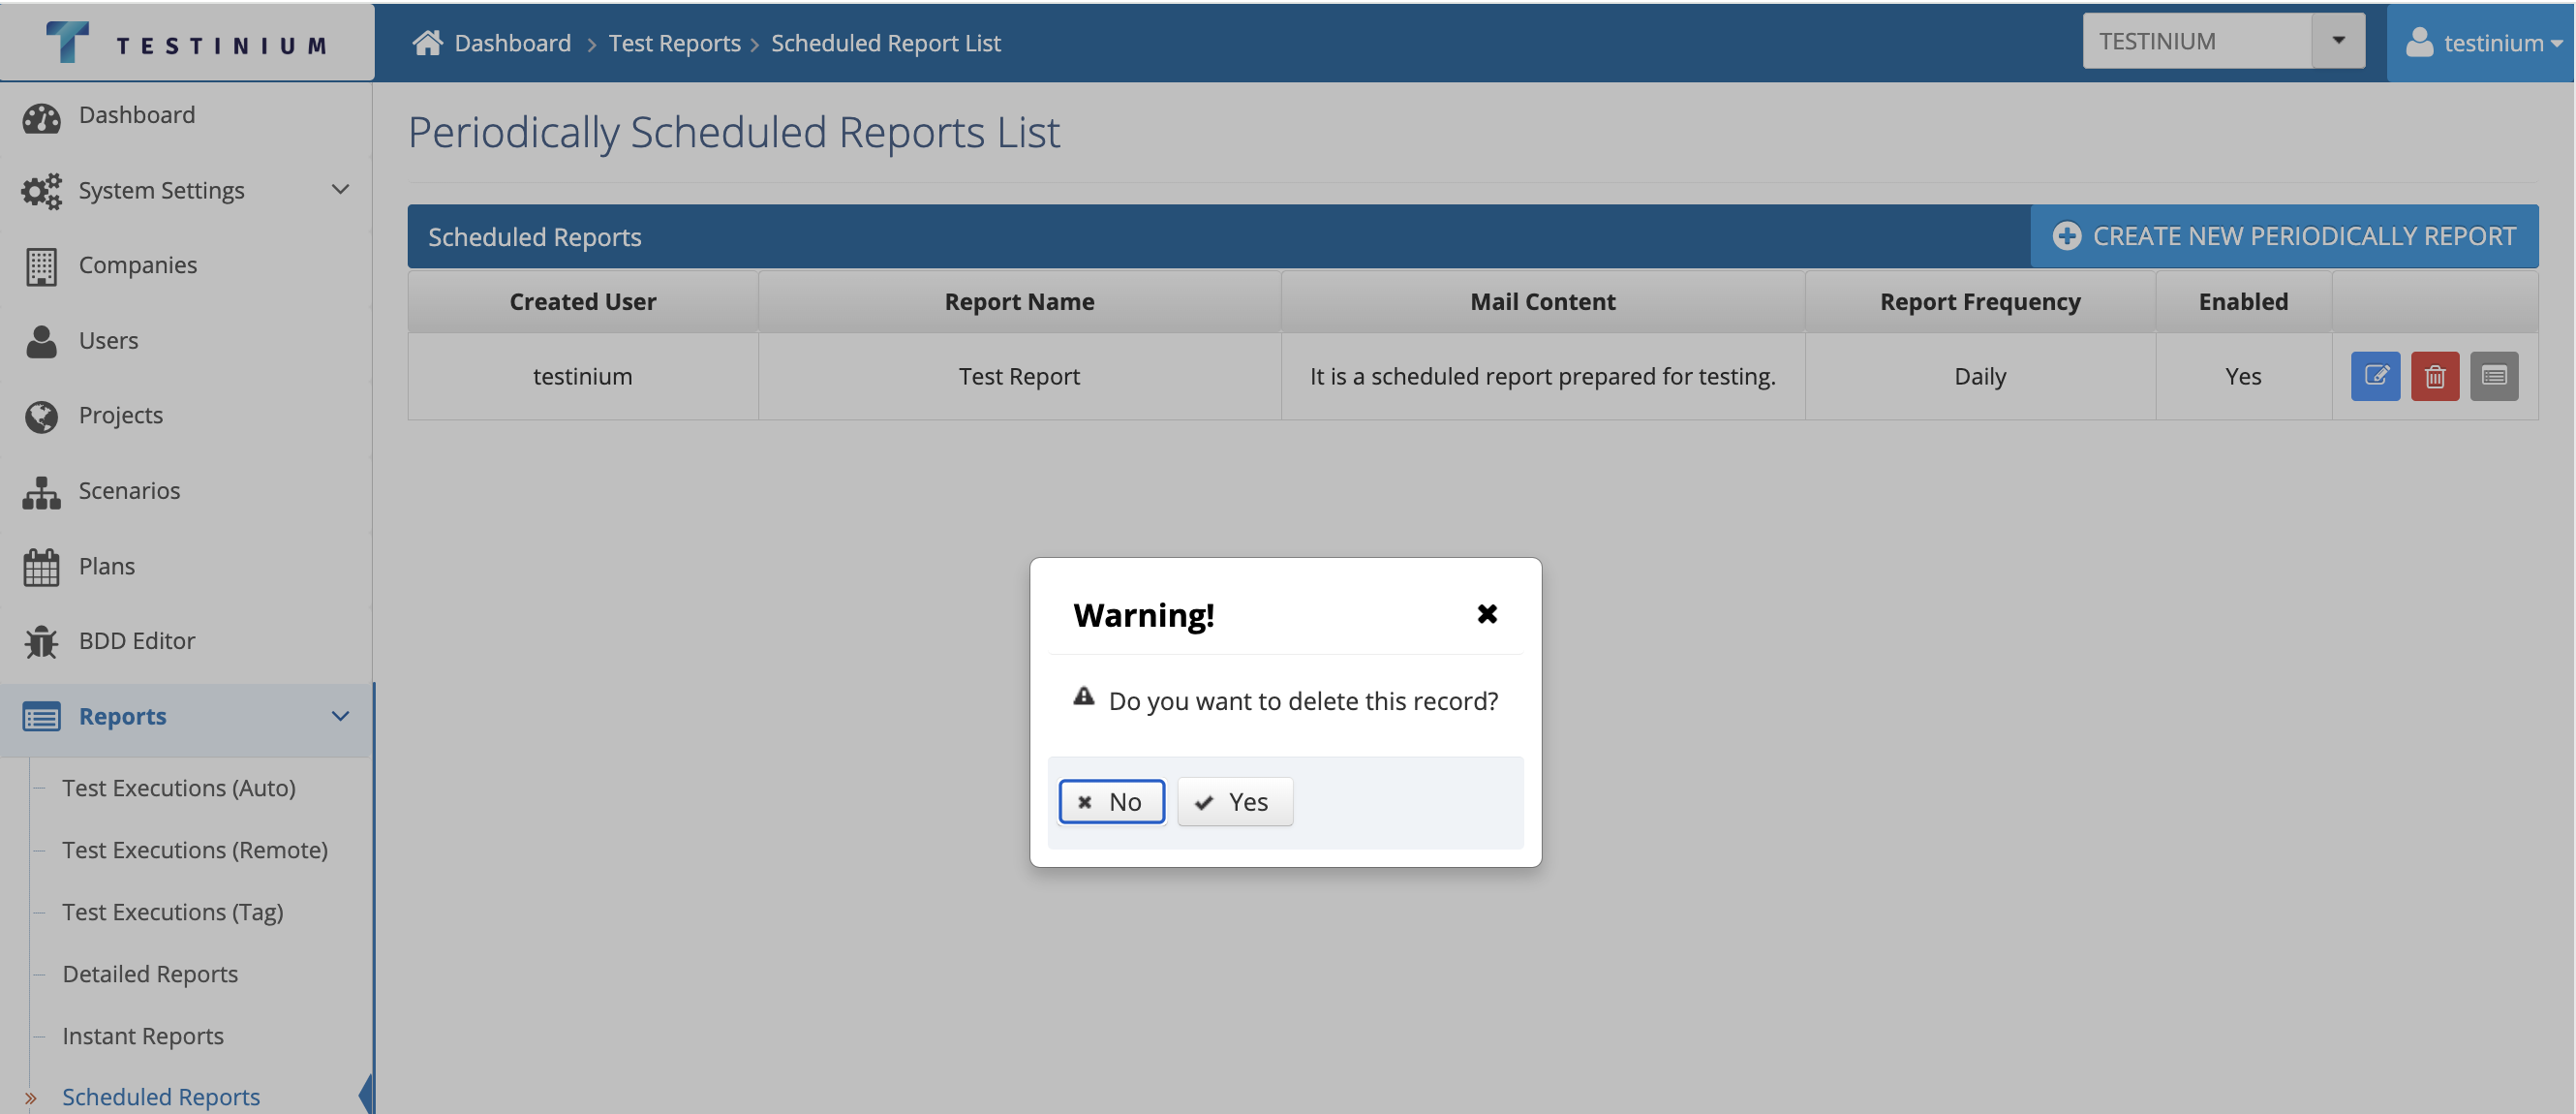 TESTINIUM
Dashboard > Test Reports > Scheduled Report List
TESTINIUM
testinium
Dashboard
System Settings
Companies
Users
Projects
Scenarios
Plans
BDD Editor
Reports
Test Executions (Auto)
Test Executions (Remote)
Test Executions (Tag)
Detailed Reports
Instant Reports
Scheduled Reports
Periodically Scheduled Reports List
Scheduled Reports
CREATE NEW PERIODICALLY REPORT
Created User Report Name Mail Content Report Frequency Enabled
testinium Test Report It is a scheduled report prepared for testing. Daily Yes
Warning!
Do you want to delete this record?
No Yes